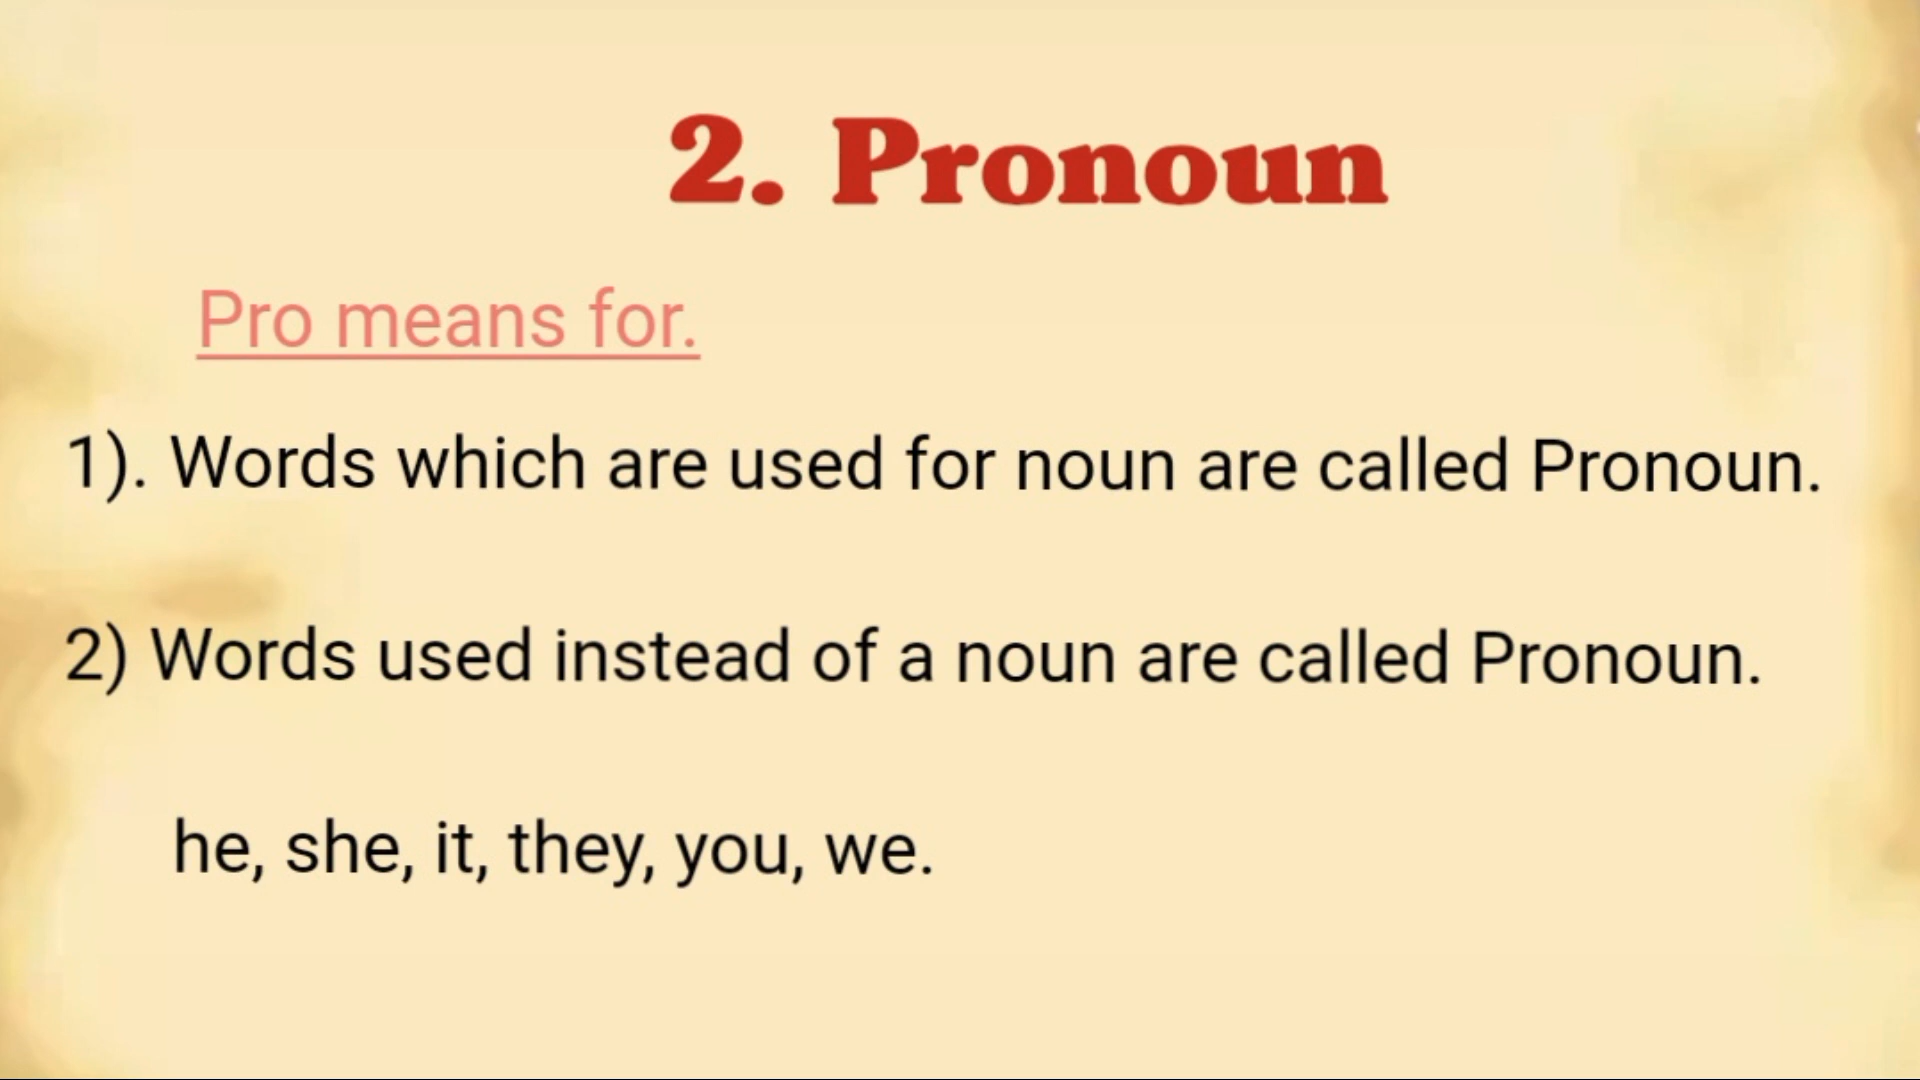 2. Pronoun
Pro means for.
1). Words which are used for noun are called Pronoun.
2) Words used instead of a noun are called Pronoun.
he, she, it, they, you, we.